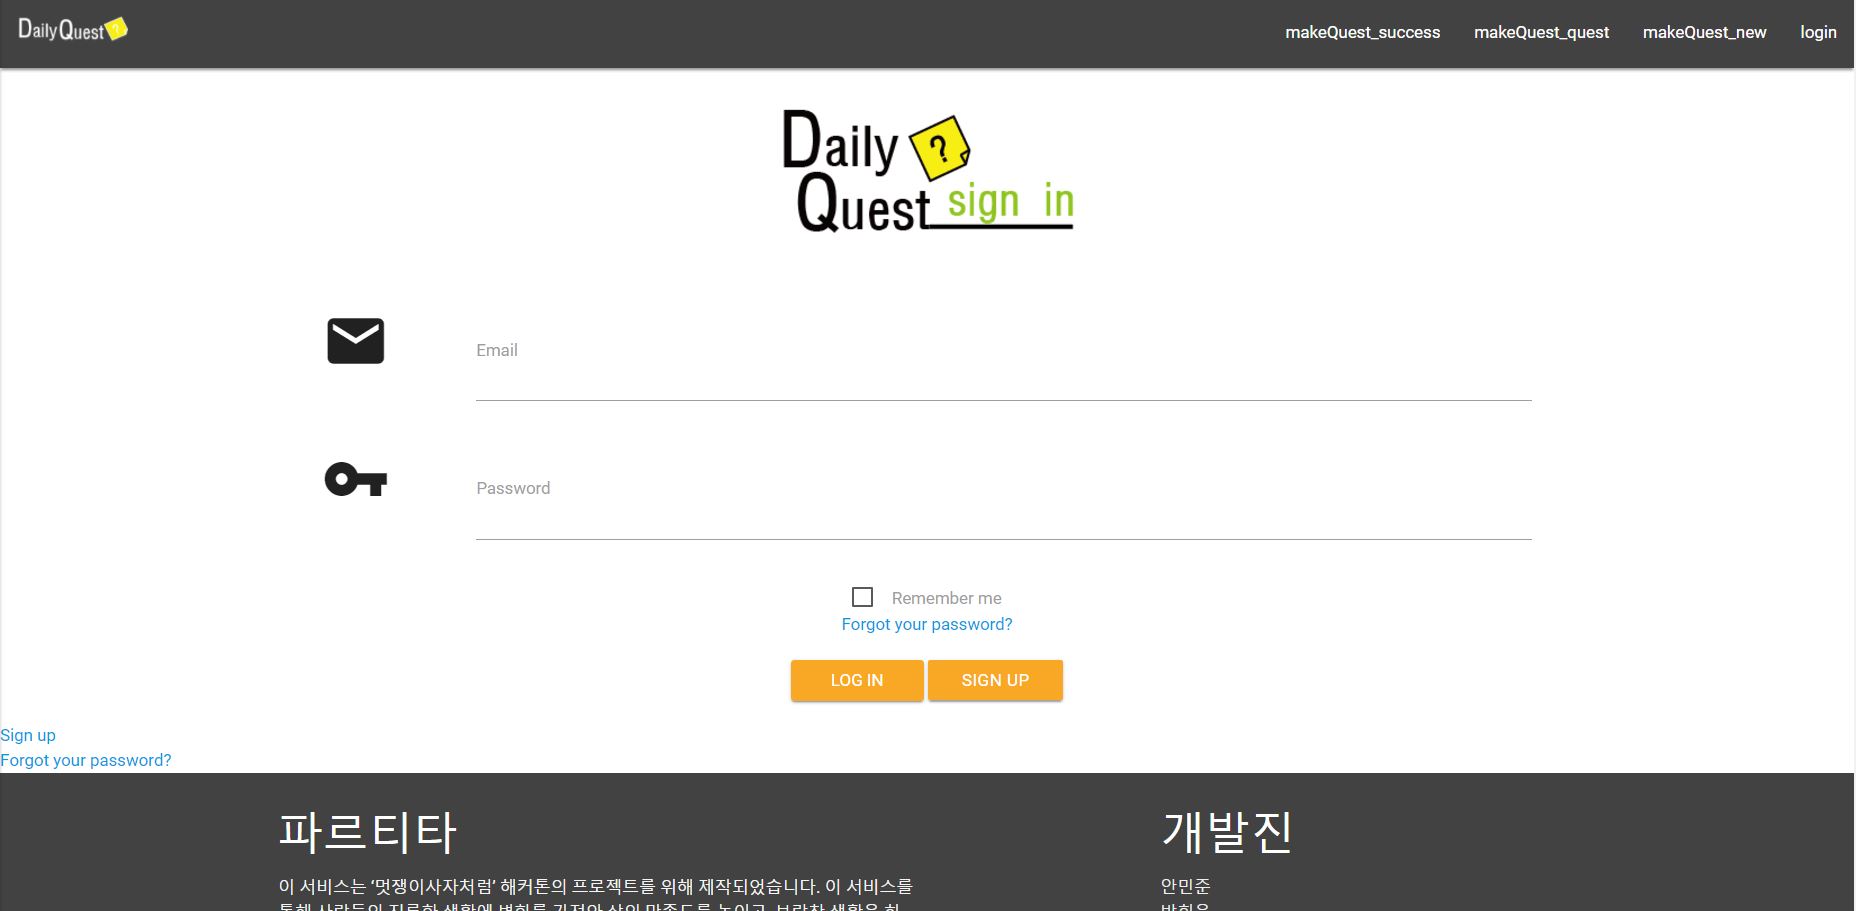 Daily Quest ?
makeQuest_success makeQuest_quest makeQuest_new login
Daily ?
Quest sign in
Email
Password
Remember me
Forgot your password?
LOG IN SIGN UP
Sign up
Forgot your password?
파르티타
이 서비스는 ‘멋쟁이사자처럼’ 해커톤의 프로젝트를 위해 제작되었습니다. 이 서비스를
개발진
안민준